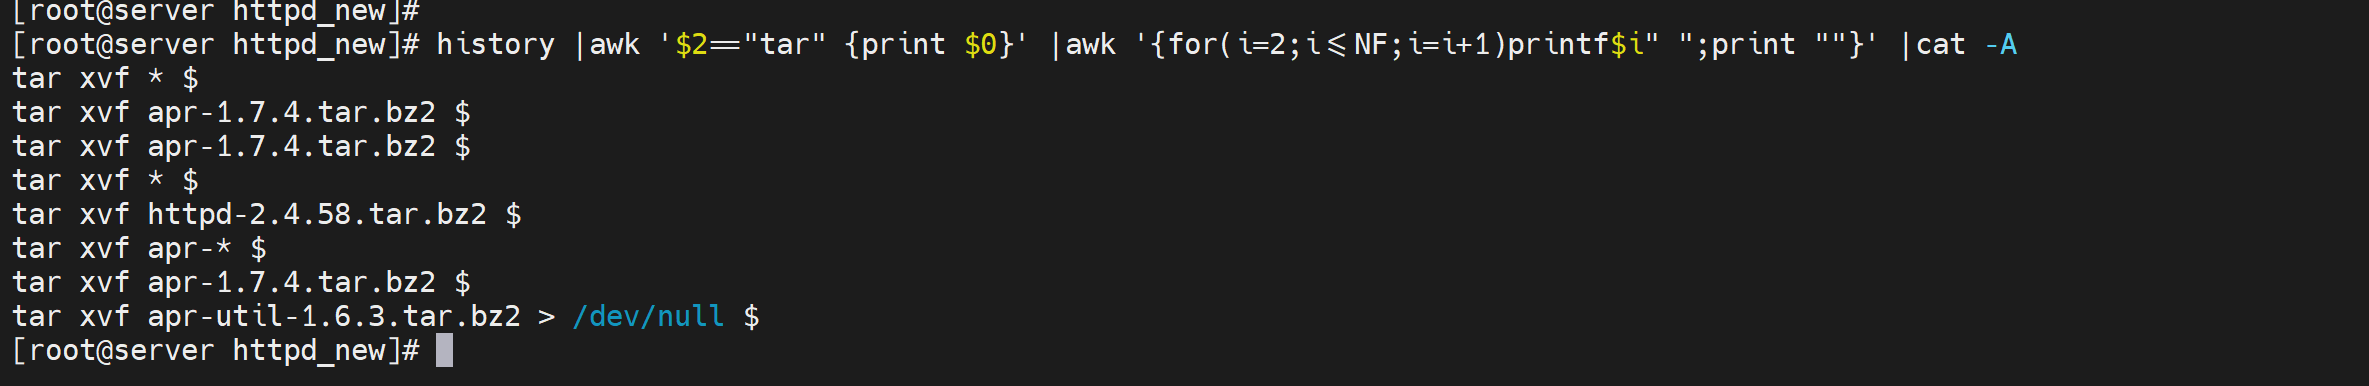 [root@server httpd_new]#
[root@server httpd_new]# history |awk '$2=="tar" {print $0}' |awk '{for(i=2;i<=NF;i=i+1)printf$i" ";print ""}' |cat -A
tar xvf * $
tar xvf apr-1.7.4.tar.bz2 $
tar xvf apr-1.7.4.tar.bz2 $
tar xvf * $
tar xvf httpd-2.4.58.tar.bz2 $
tar xvf apr-* $
tar xvf apr-1.7.4.tar.bz2 $
tar xvf apr-util-1.6.3.tar.bz2 > /dev/null $
[root@server httpd_new]#